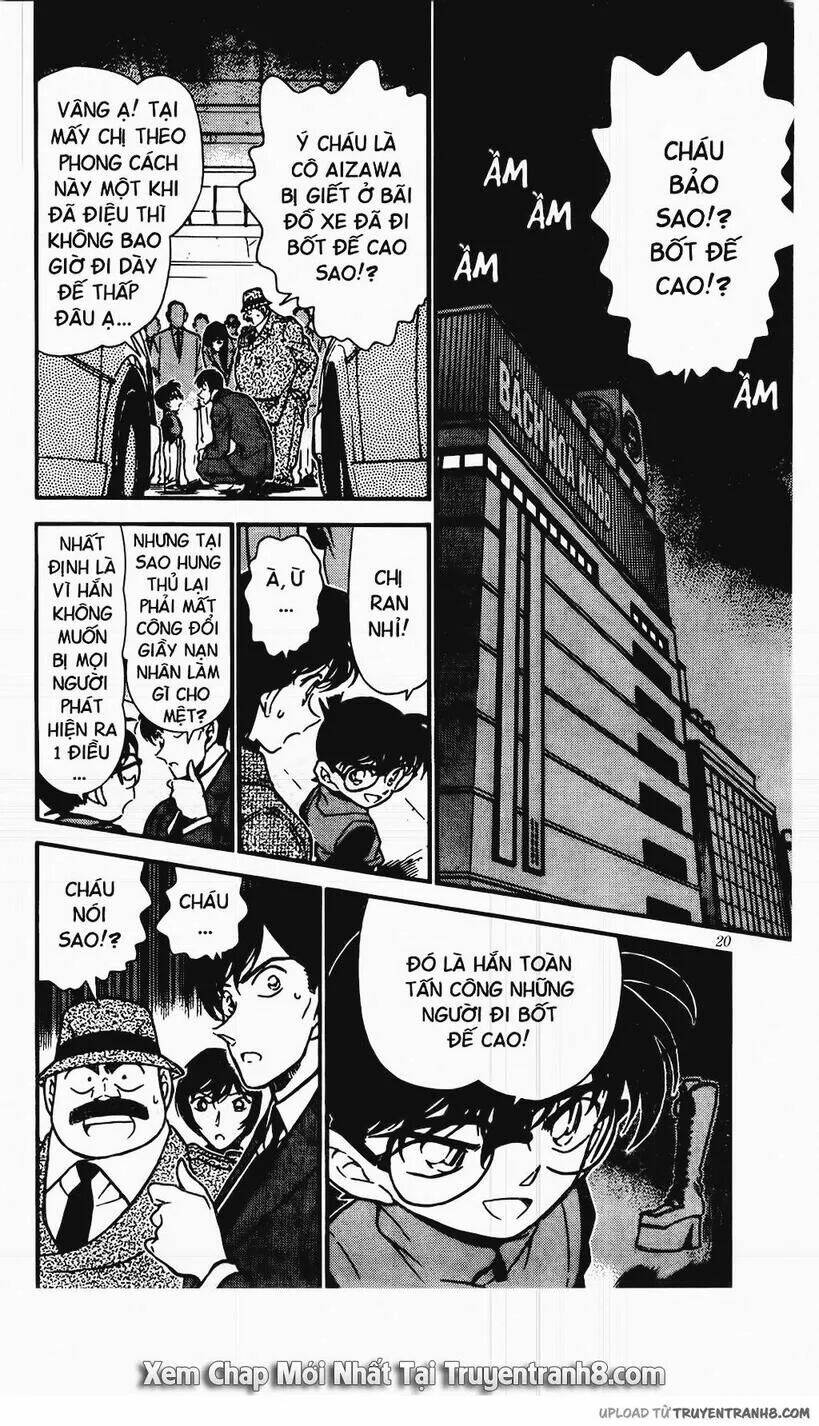 CHÁU
BẢO
SAO!?
BỐT ĐẾ
CAO!?
ẦM
ẦM
ẦM
ẦM
ẦM
BÁCH HÓA HAIDO
Ý CHÁU LÀ
CÔ AIZAWA
BỊ GIẾT Ở BÃI
ĐỖ XE ĐÃ ĐI
BỐT ĐẾ CAO
SAO!?
VÂNG Ạ! TẠI
MẤY CHỊ THEO
PHONG CÁCH
NÀY MỘT KHI
ĐÃ ĐIỆU THÌ
KHÔNG BAO
GIỜ ĐI DÀY
ĐẾ THẤP
ĐÂU Ạ...
CHỊ
RAN
NHỈ!
À, Ừ
...
NHƯNG TẠI
SAO HUNG
THỦ LẠI
PHẢI MẤT
CÔNG ĐỔI
GIẦY NẠN
NHÂN LÀM
GÌ CHO
MỆT?
NHẤT
ĐỊNH LÀ
VÌ HẮN
KHÔNG
MUỐN
BỊ MỌI
NGƯỜI
PHÁT
HIỆN RA
1 ĐIỀU
...
20
ĐÓ LÀ HẮN TOÀN
TẤN CÔNG NHỮNG
NGƯỜI ĐI BỐT
ĐẾ CAO!
CHÁU
...
CHÁU
NÓI
SAO!?
Xem Chap Mới Nhất Tại Truyentranh8.com
UPLOAD TỪ TRUYENTRANH8.COM